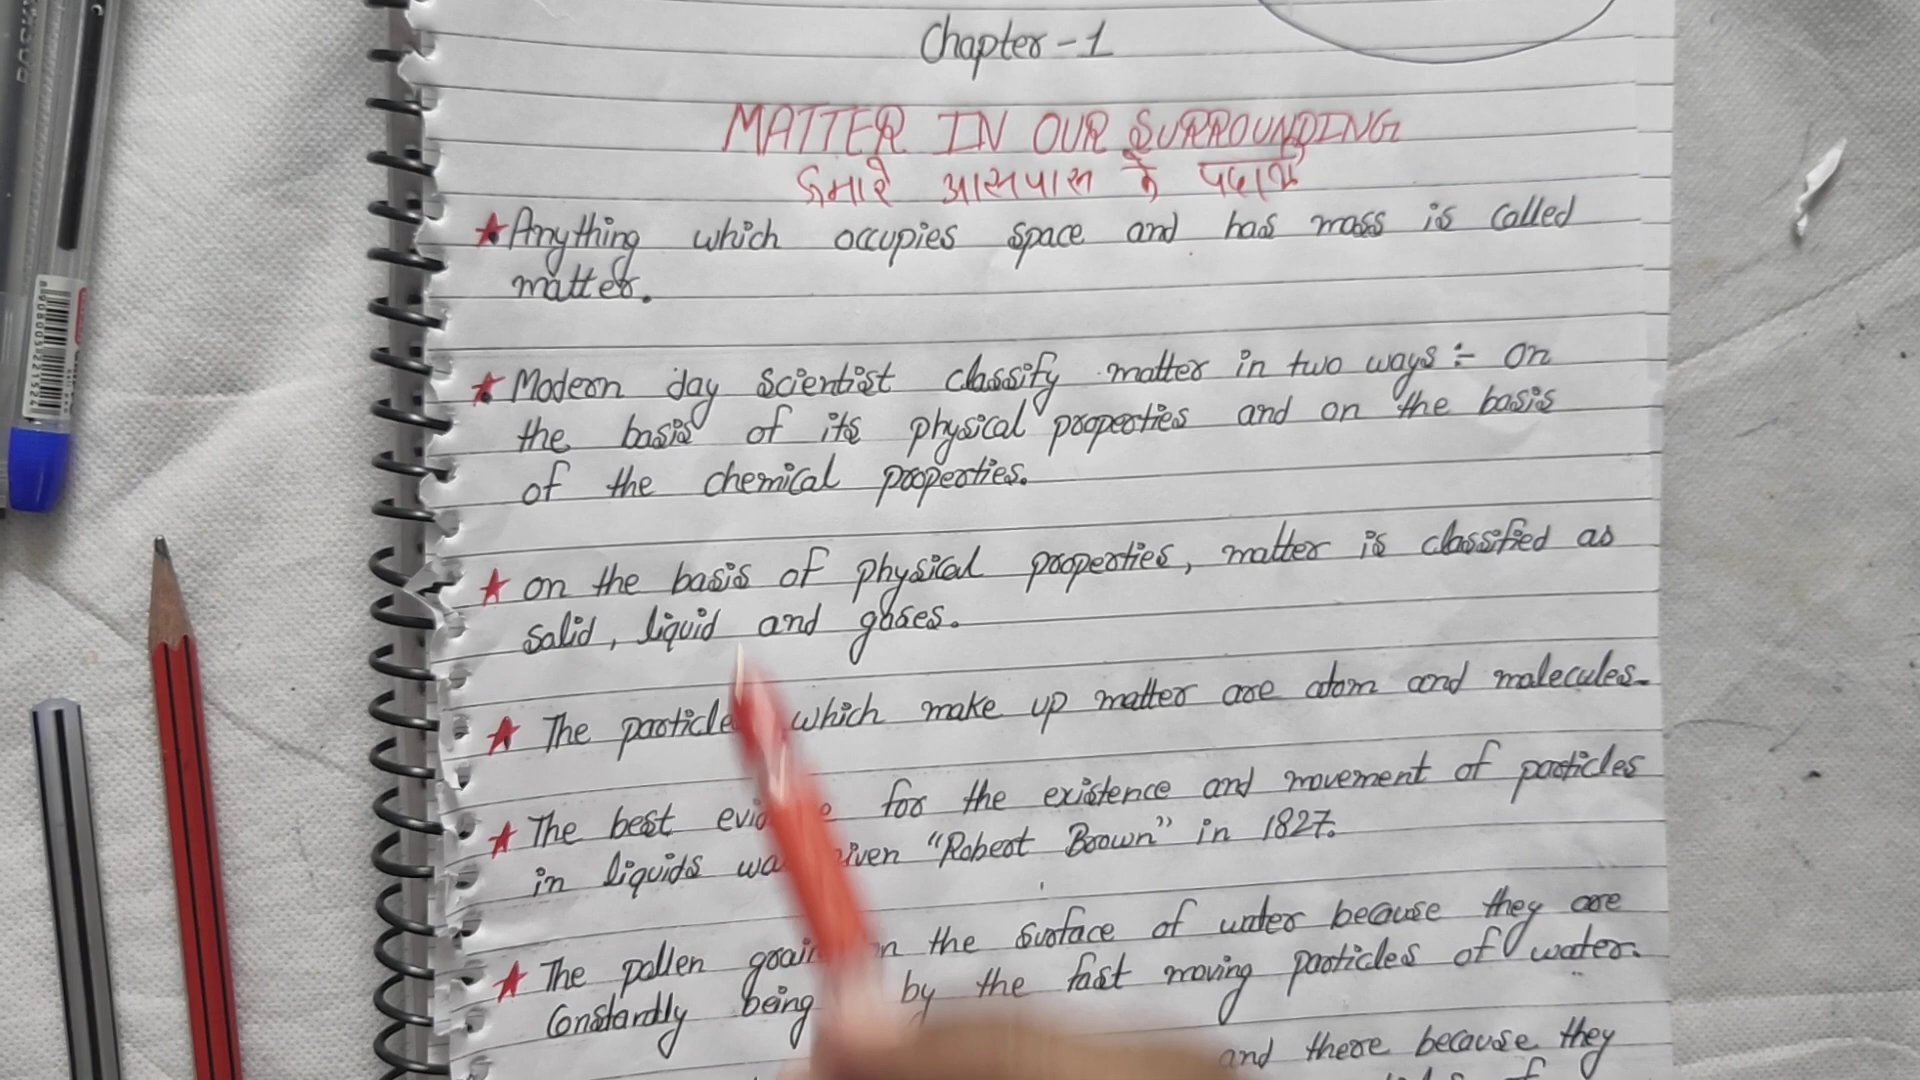 Chapter - 1
MATTER IN OUR SURROUNDING
हमारे आसपास के पदार्थ
Anything which occupies space and has mass is called
matter.
Modern day scientist classify matter in two ways :- On
the basis of its physical properties and on the basis
of the chemical properties.
on the basis of physical properties, matter is classified as
solid, liquid and gases.
The particle which make up matter are atom and molecules.
The best for the existence and movement of particles
in liquids "Robert Brown" in 1827.
The pollen the surface of water because they are
constantly being by the fast moving particles of water.
and there because they
8908005821524